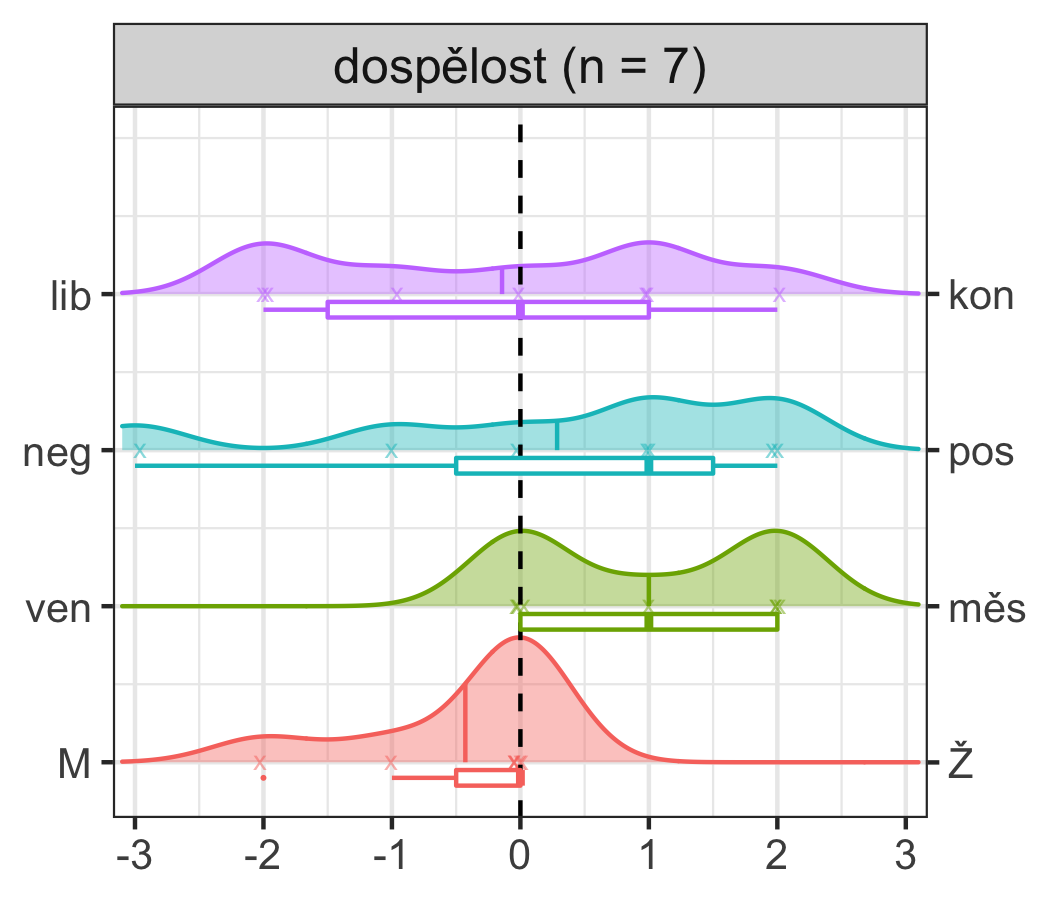 dospělost (n = 7)
lib kon
neg pos
ven měs
M Ž
-3 -2 -1 0 1 2 3